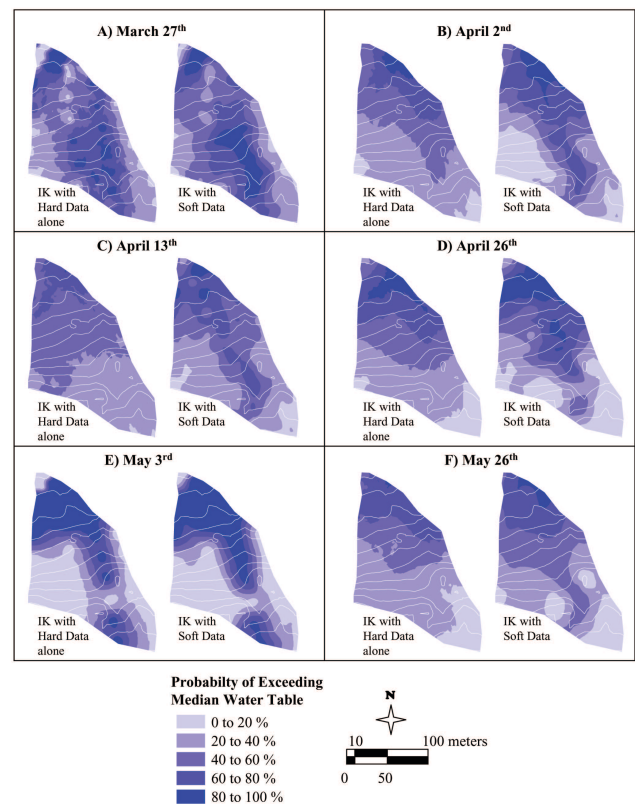 A) March 27th
B) April 2nd
IK with
Hard Data
alone
IK with
Soft Data
IK with
Hard Data
alone
IK with
Soft Data
C) April 13th
D) April 26th
IK with
Hard Data
alone
IK with
Soft Data
IK with
Hard Data
alone
IK with
Soft Data
E) May 3rd
F) May 26th
IK with
Hard Data
alone
IK with
Soft Data
IK with
Hard Data
alone
IK with
Soft Data
Probabilty of Exceeding
Median Water Table
0 to 20 %
20 to 40 %
40 to 60 %
60 to 80 %
80 to 100 %
N
10 100 meters
0 50